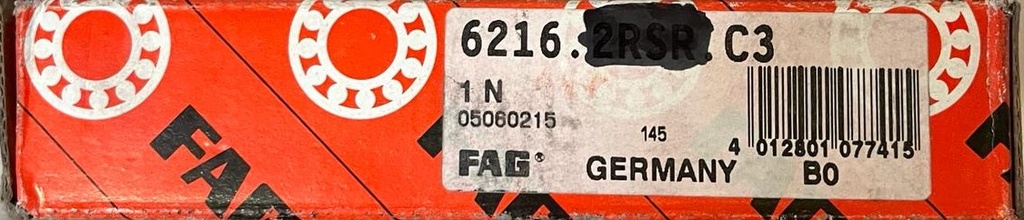 6216.2RSR.C3
1 N
05060215
145
4 012801 077415
FAG®
GERMANY
B0
FAG